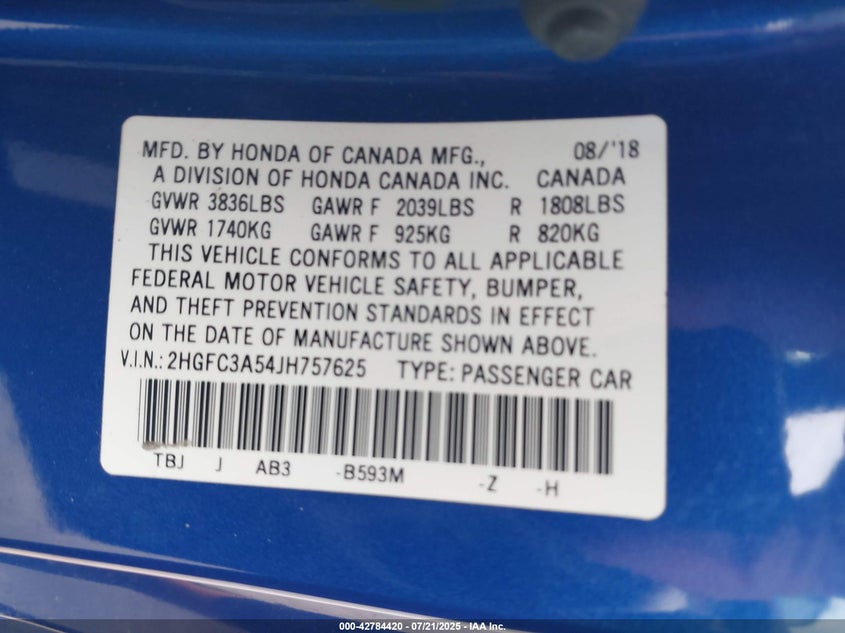 MFD. BY HONDA OF CANADA MFG., 08/'18
A DIVISION OF HONDA CANADA INC. CANADA
GVWR 3836LBS GAWR F 2039LBS R 1808LBS
GVWR 1740KG GAWR F 925KG R 820KG
THIS VEHICLE CONFORMS TO ALL APPLICABLE
FEDERAL MOTOR VEHICLE SAFETY, BUMPER,
AND THEFT PREVENTION STANDARDS IN EFFECT
ON THE DATE OF MANUFACTURE SHOWN ABOVE.
V.I.N.: 2HGFC3A54JH757625 TYPE: PASSENGER CAR
TBJ J AB3 -B593M -Z -H
000-42784420 - 07/21/2025 - IAA Inc.